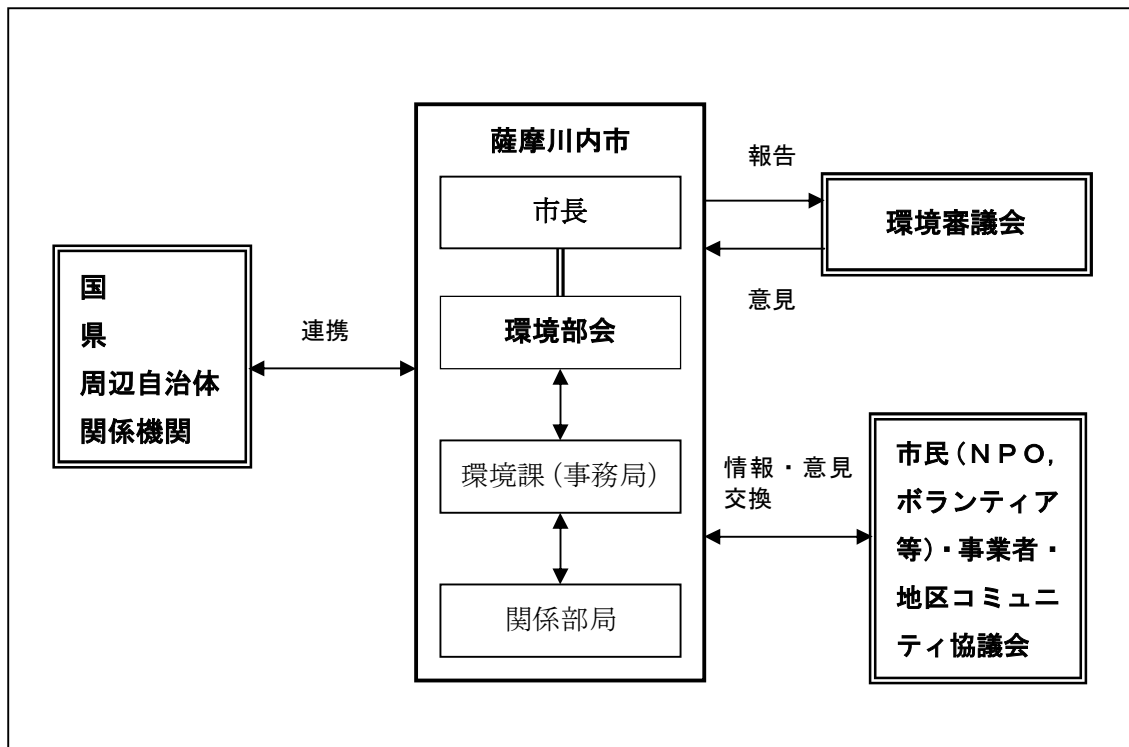 薩摩川内市
市長
環境部会
環境課（事務局）
関係部局
国
県
周辺自治体
関係機関
連携
報告
環境審議会
意見
情報・意見
交換
市民（ＮＰＯ，
ボランティア
等）・事業者・
地区コミュニ
ティ協議会